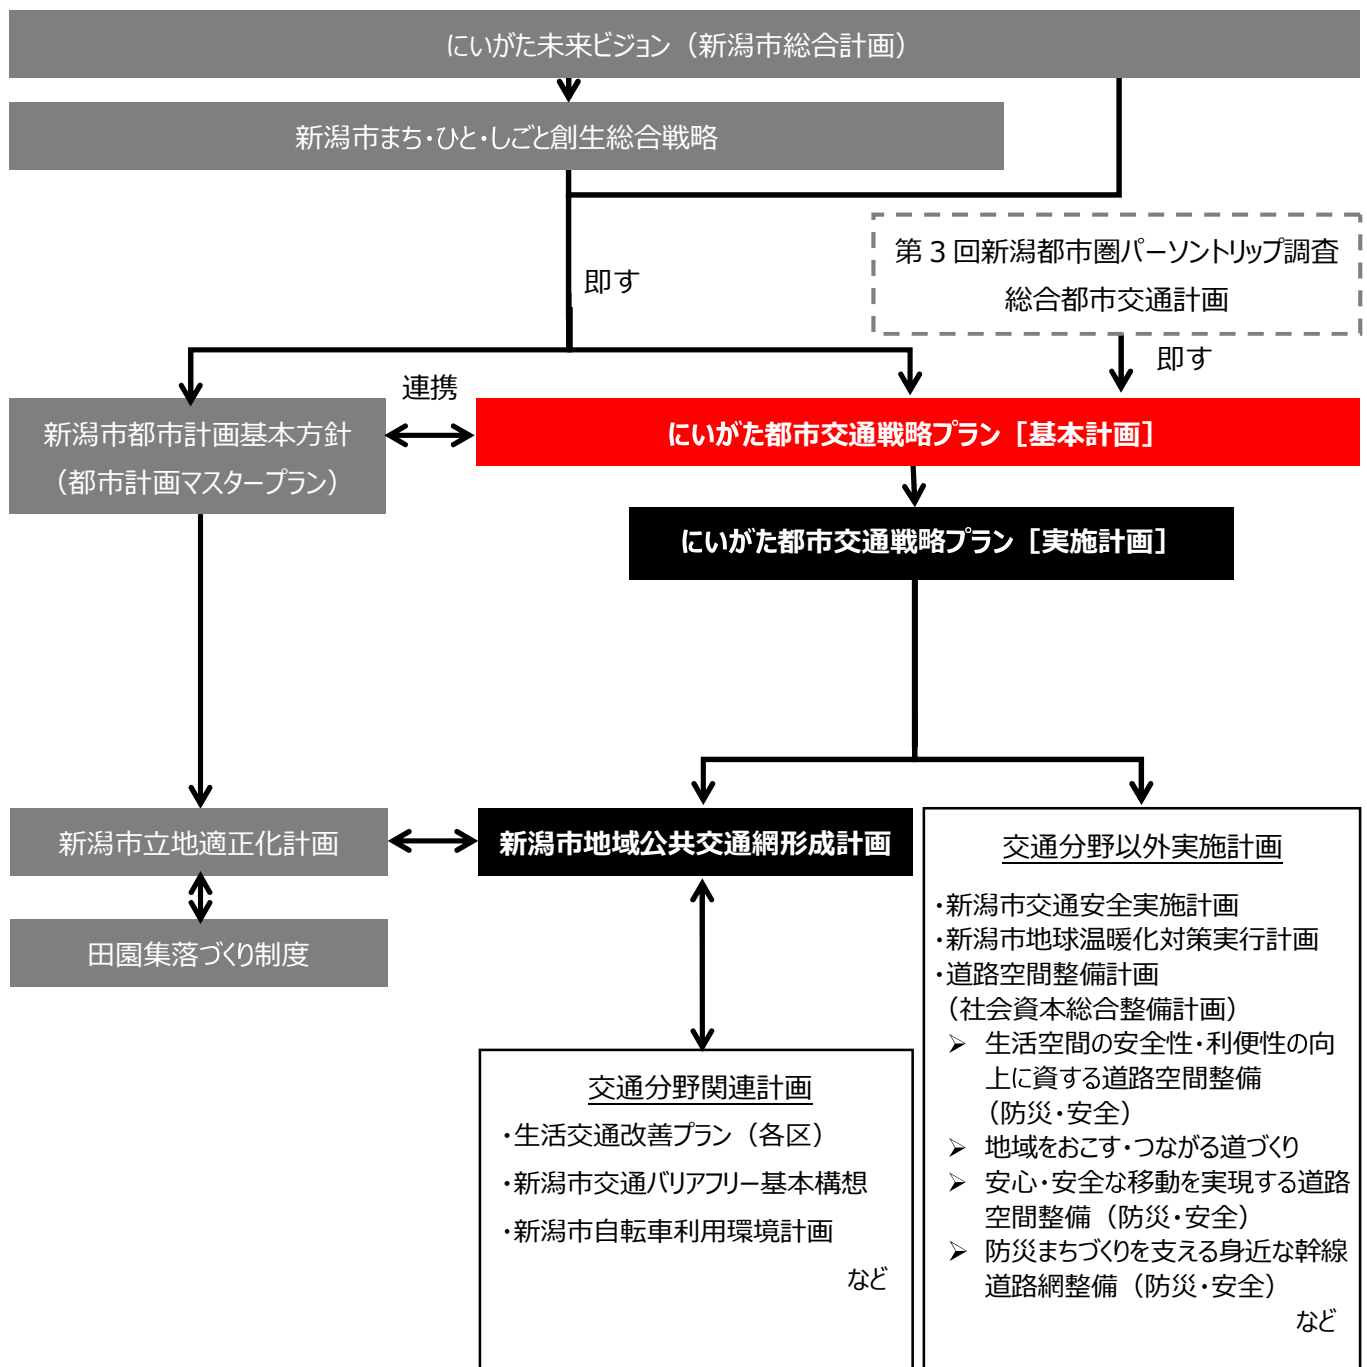 にいがた未来ビジョン（新潟市総合計画）
新潟市まち・ひと・しごと創生総合戦略
第３回新潟都市圏パーソントリップ調査
総合都市交通計画
即す
即す
連携
新潟市都市計画基本方針
（都市計画マスタープラン）
にいがた都市交通戦略プラン［基本計画］
にいがた都市交通戦略プラン［実施計画］
新潟市立地適正化計画
田園集落づくり制度
新潟市地域公共交通網形成計画
交通分野関連計画
・生活交通改善プラン（各区）
・新潟市交通バリアフリー基本構想
・新潟市自転車利用環境計画
など
交通分野以外実施計画
・新潟市交通安全実施計画
・新潟市地球温暖化対策実行計画
・道路空間整備計画
（社会資本総合整備計画）
➢ 生活空間の安全性・利便性の向
上に資する道路空間整備
（防災・安全）
➢ 地域をおこす・つながる道づくり
➢ 安心・安全な移動を実現する道路
空間整備（防災・安全）
➢ 防災まちづくりを支える身近な幹線
道路網整備（防災・安全）
など